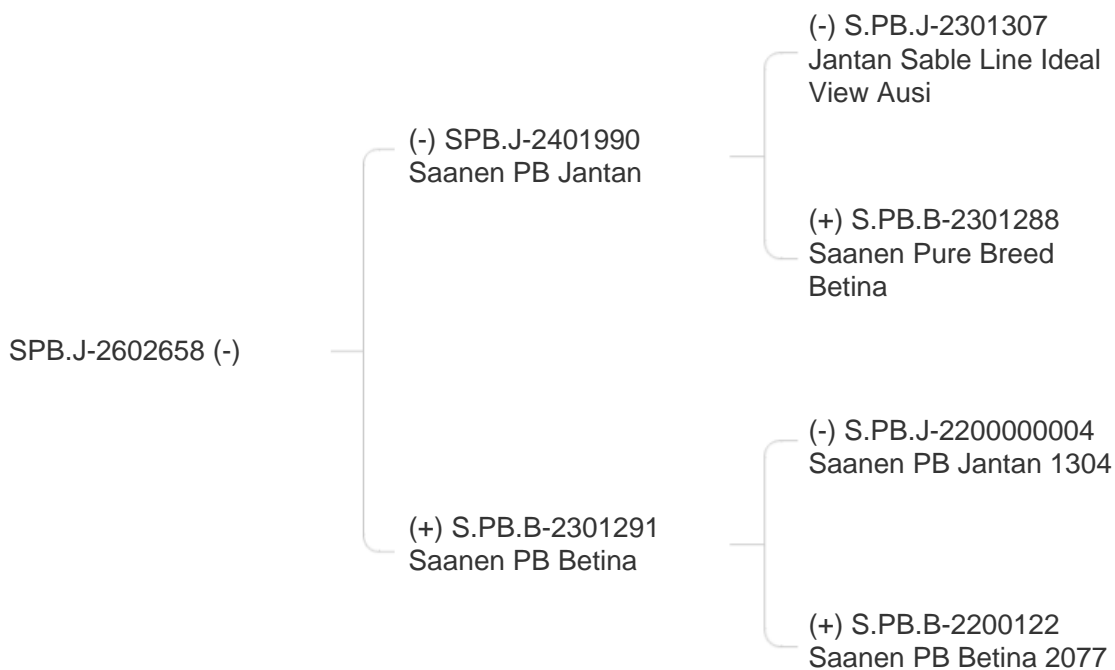 (-) S.PB.J-2301307
Jantan Sable Line Ideal
View Ausi
(-) SPB.J-2401990
Saanen PB Jantan
(+) S.PB.B-2301288
Saanen Pure Breed
Betina
SPB.J-2602658 (-)
(-) S.PB.J-2200000004
Saanen PB Jantan 1304
(+) S.PB.B-2301291
Saanen PB Betina
(+) S.PB.B-2200122
Saanen PB Betina 2077